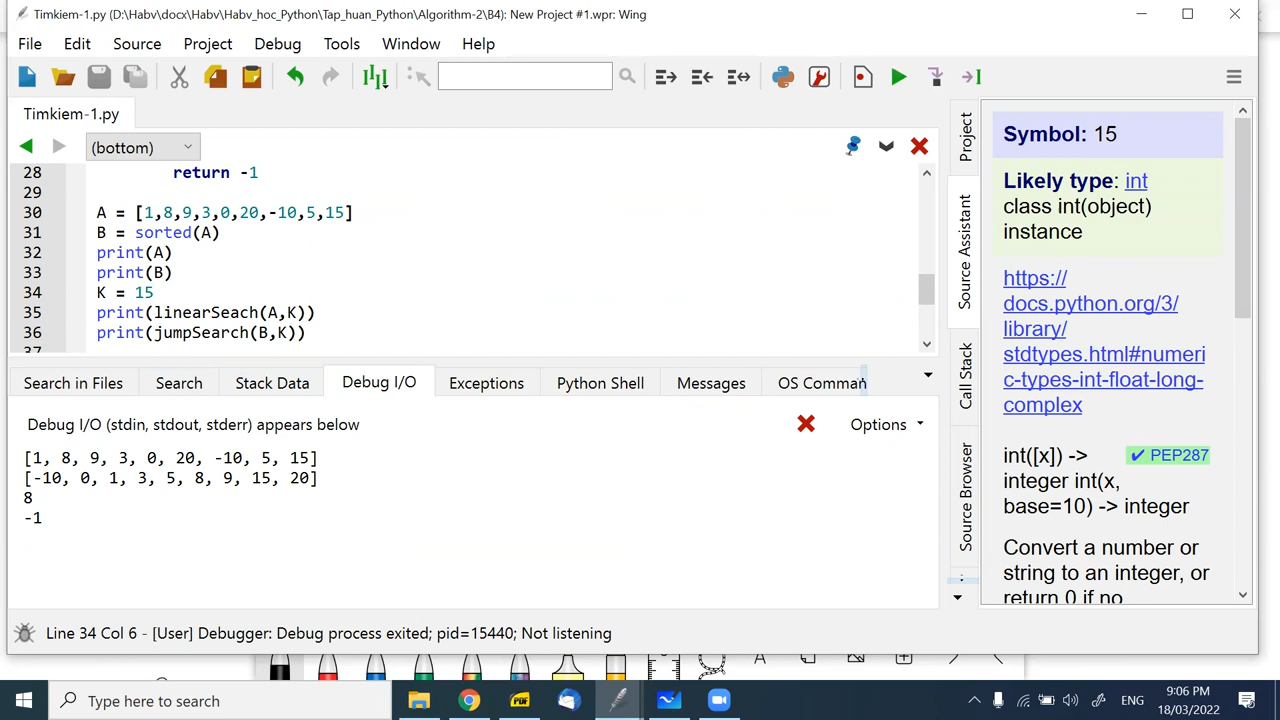 Timkiem-1.py (D:\Habv\docx\Habv\Habv_hoc_Python\Tap_huan_Python\Algorithm-2\B4): New Project #1.wpr: Wing
File Edit Source Project Debug Tools Window Help
Timkiem-1.py
(bottom)
28 return -1
29
30 A = [1,8,9,3,0,20,-10,5,15]
31 B = sorted(A)
32 print(A)
33 print(B)
34 K = 15
35 print(linearSeach(A,K))
36 print(jumpSearch(B,K))
37
Search in Files Search Stack Data Debug I/O Exceptions Python Shell Messages OS Comman
Debug I/O (stdin, stdout, stderr) appears below
Options
[1, 8, 9, 3, 0, 20, -10, 5, 15]
[-10, 0, 1, 3, 5, 8, 9, 15, 20]
8
-1
Project
Source Assistant
Call Stack
Source Browser
Symbol: 15
Likely type: int
class int(object)
instance
https://
docs.python.org/3/
library/
stdtypes.html#numeri
c-types-int-float-long-
complex
int([x]) -> ✔ PEP287
integer int(x,
base=10) -> integer
Convert a number or
string to an integer, or
return 0 if no
Line 34 Col 6 - [User] Debugger: Debug process exited; pid=15440; Not listening
Type here to search
PDF
ENG
9:06 PM
18/03/2022